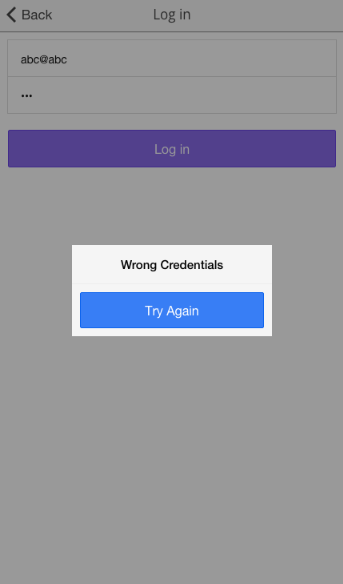 Back
Log in
abc@abc
•••
Log in
Wrong Credentials
Try Again